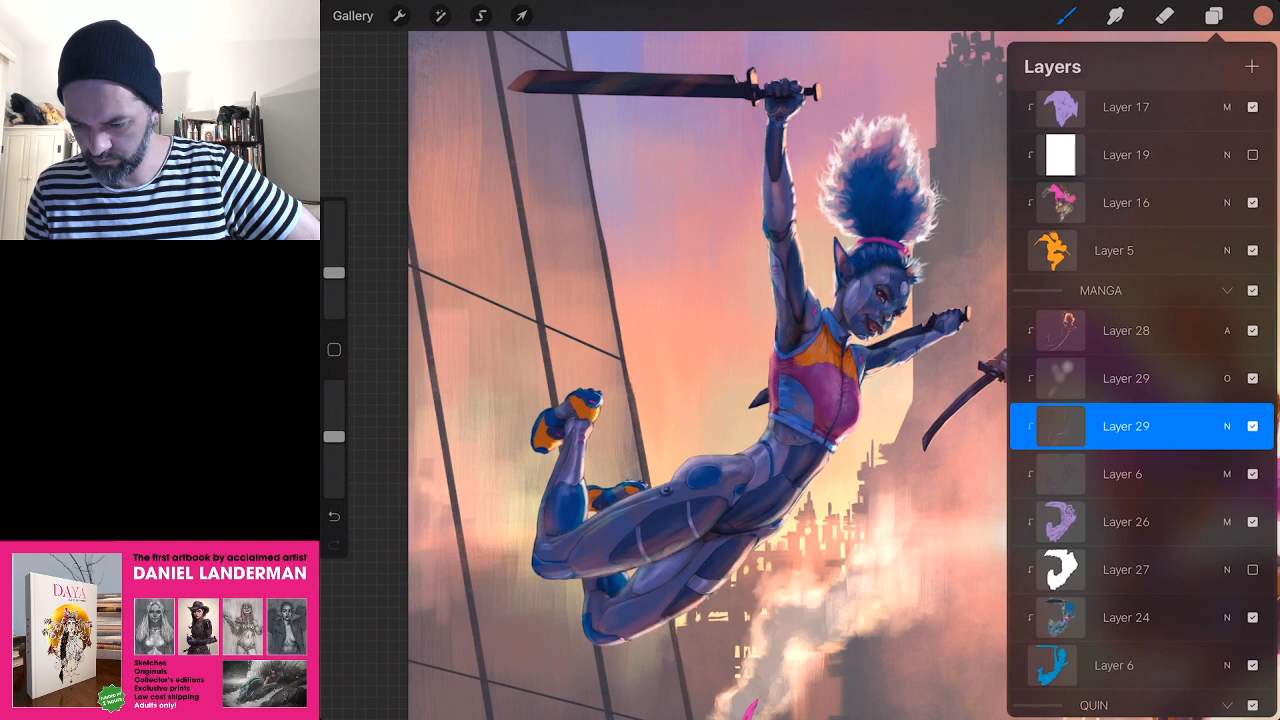 Gallery
Layers
Layer 17 M
Layer 19 N
Layer 16 N
Layer 5 N
MANGA
Layer 28 A
Layer 29 O
Layer 29 N
Layer 6 M
Layer 26 M
Layer 27 N
Layer 24 N
Layer 6 N
QUIN
The first artbook by acclaimed artist
DANIEL LANDERMAN
DAYA
Sketches
Originals
Collector's editions
Exclusive prints
Low cost shipping
Adults only!